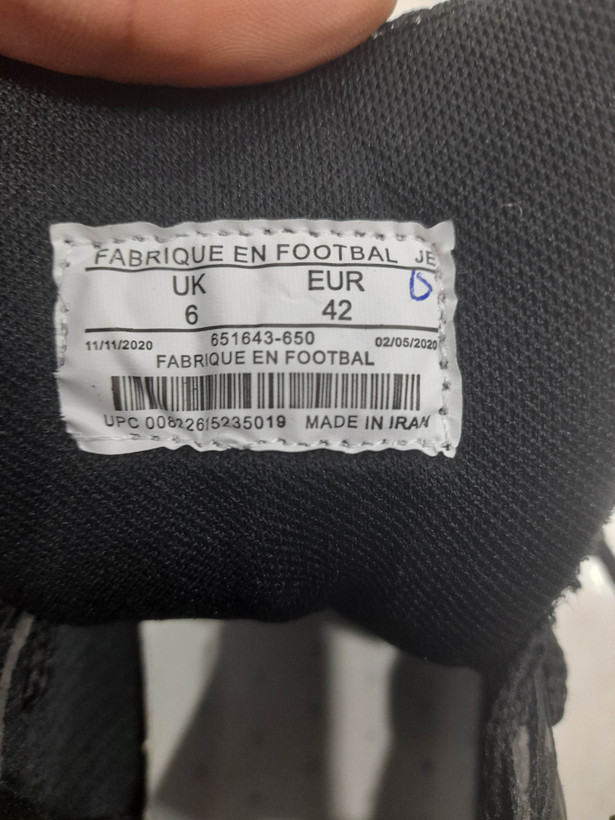 FABRIQUE EN FOOTBAL JE
UK EUR
6 42
651643-650
11/11/2020 02/05/2020
FABRIQUE EN FOOTBAL
UPC 00822615235019 MADE IN IRAN